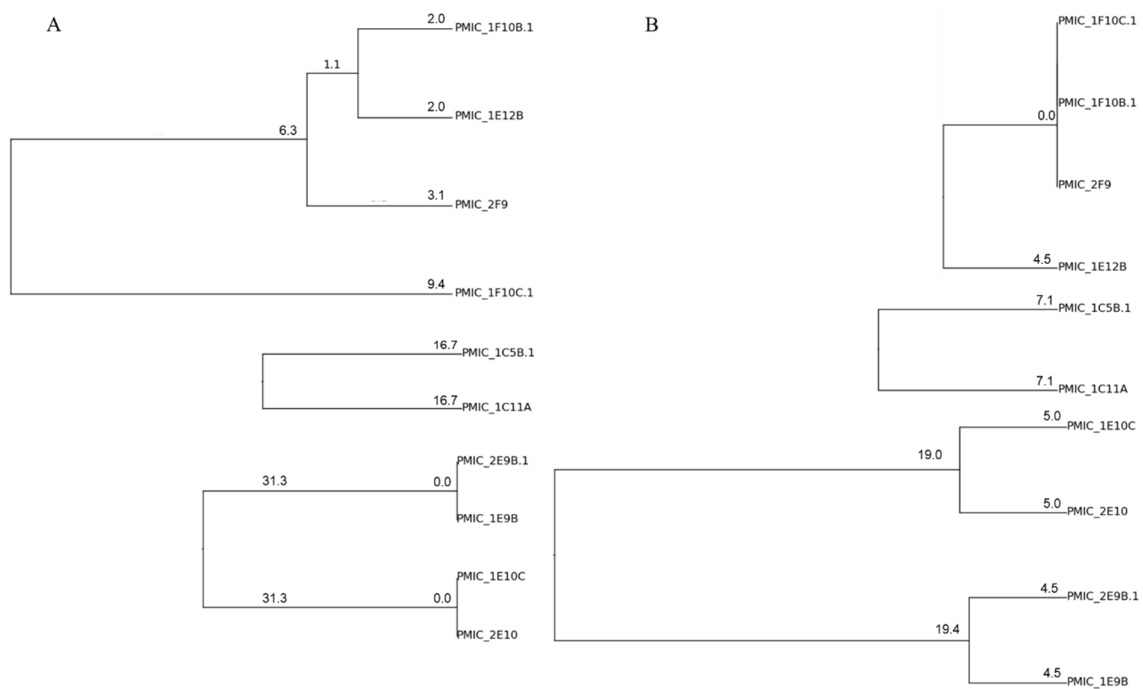 A
2.0
PMIC_1F10B.1
1.1
2.0
PMIC_1E12B
6.3
3.1
PMIC_2F9
9.4
PMIC_1F10C.1
16.7
PMIC_1C5B.1
16.7
PMIC_1C11A
PMIC_2E9B.1
31.3
0.0
PMIC_1E9B
PMIC_1E10C
31.3
0.0
PMIC_2E10
B
PMIC_1F10C.1
PMIC_1F10B.1
0.0
PMIC_2F9
4.5
PMIC_1E12B
7.1
PMIC_1C5B.1
7.1
PMIC_1C11A
5.0
PMIC_1E10C
19.0
5.0
PMIC_2E10
4.5
PMIC_2E9B.1
19.4
4.5
PMIC_1E9B